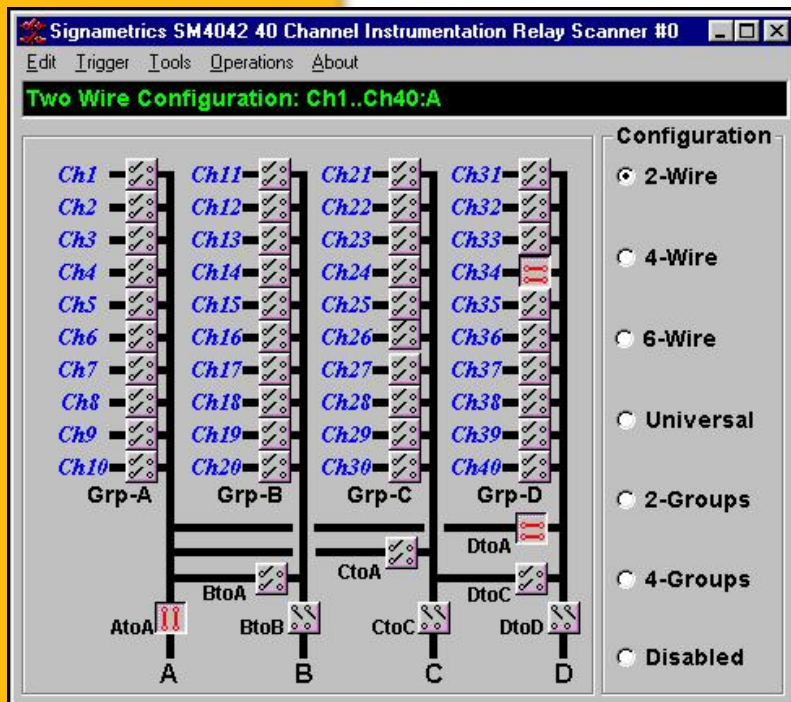 Signametrics SM4042 40 Channel Instrumentation Relay Scanner #0
Edit Trigger Tools Operations About
Two Wire Configuration: Ch1..Ch40:A
Configuration
Ch1 Ch11 Ch21 Ch31
2-Wire
Ch2 Ch12 Ch22 Ch32
Ch3 Ch13 Ch23 Ch33
Ch4 Ch14 Ch24 Ch34
4-Wire
Ch5 Ch15 Ch25 Ch35
Ch6 Ch16 Ch26 Ch36
6-Wire
Ch7 Ch17 Ch27 Ch37
Ch8 Ch18 Ch28 Ch38
Universal
Ch9 Ch19 Ch29 Ch39
Ch10 Ch20 Ch30 Ch40
Grp-A Grp-B Grp-C Grp-D
2-Groups
DtoA
CtoA
BtoA DtoC
4-Groups
AtoA BtoB CtoC DtoD
Disabled
A B C D